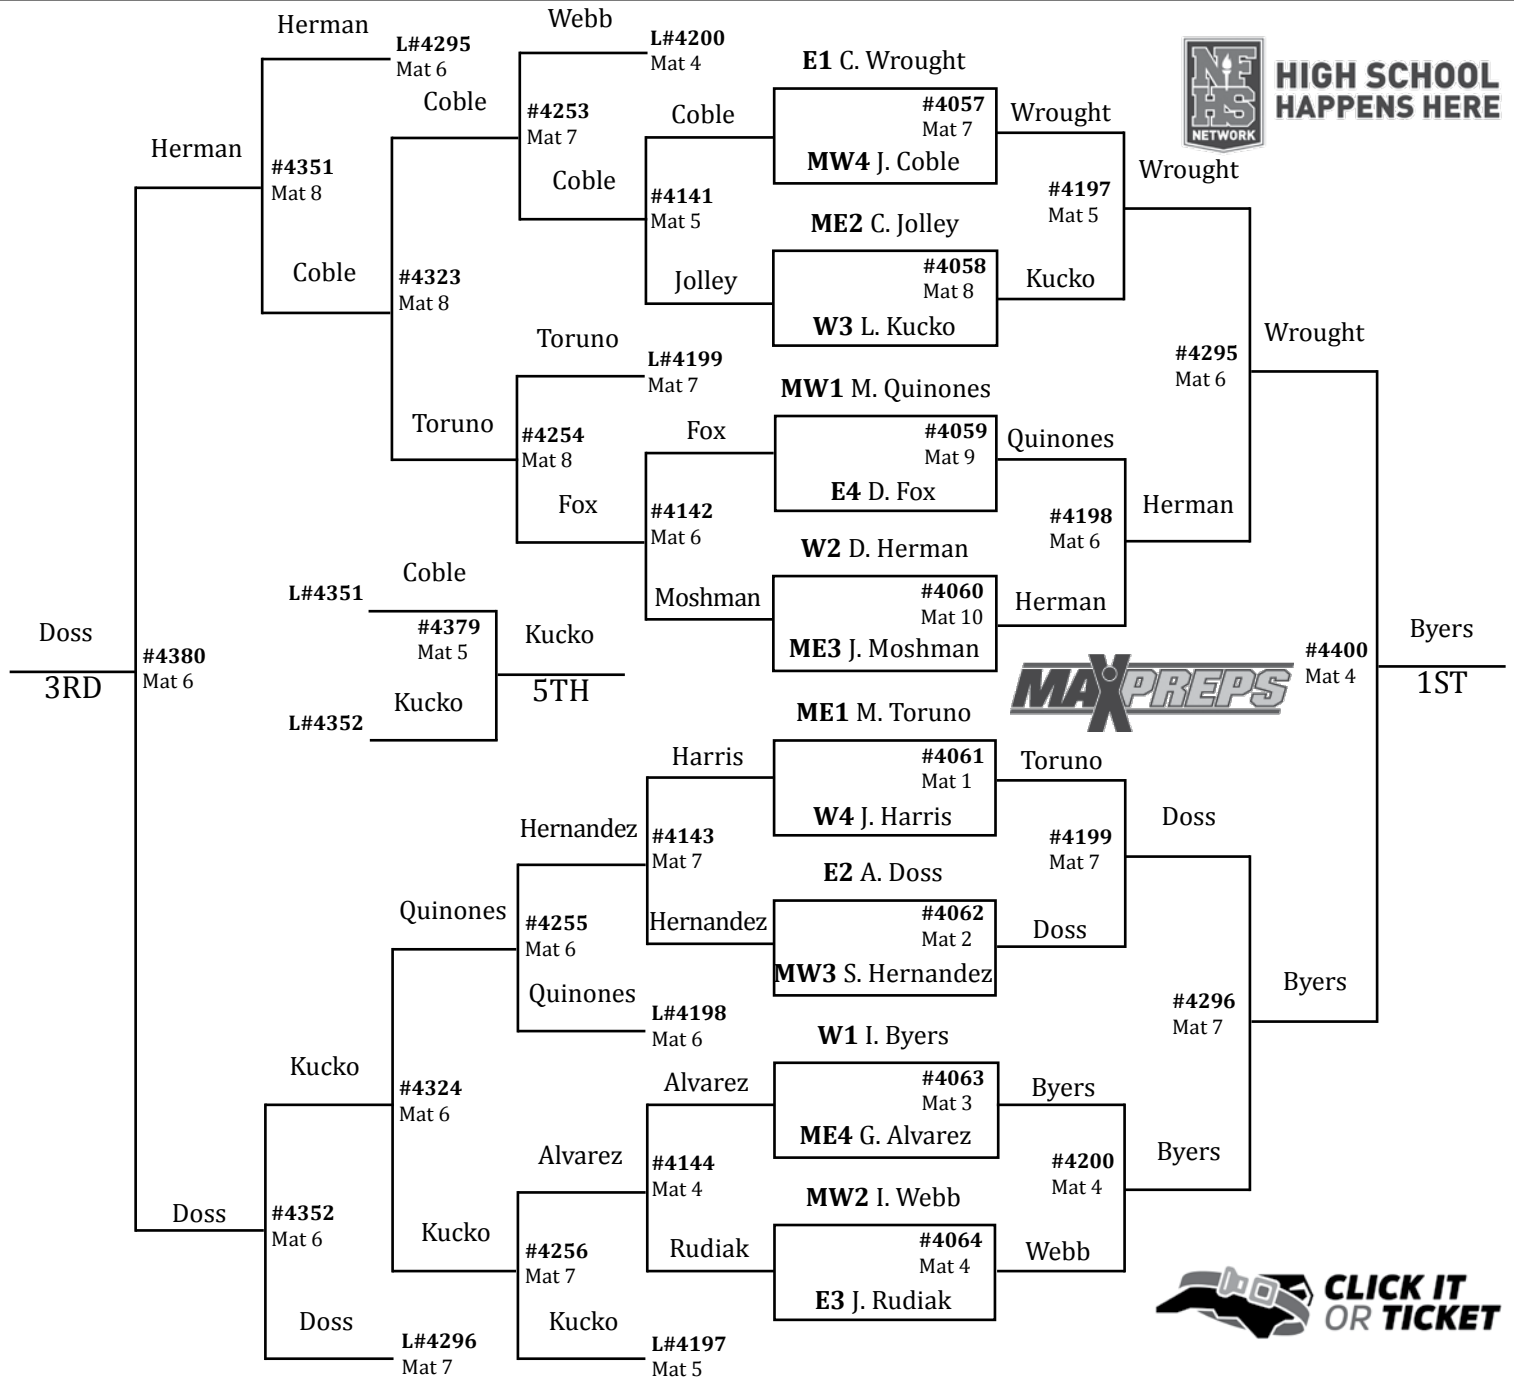 Herman
L#4295
Mat 6
Webb
L#4200
Mat 4
E1 C. Wrought
NF
HS
NETWORK
HIGH SCHOOL
HAPPENS HERE
Coble
#4253
Mat 7
Coble
#4057
Mat 7
MW4 J. Coble
Wrought
Herman
#4351
Mat 8
Coble
#4141
Mat 5
#4197
Mat 5
Wrought
ME2 C. Jolley
Coble
#4323
Mat 8
Jolley
#4058
Mat 8
W3 L. Kucko
Kucko
Toruno
L#4199
Mat 7
#4295
Mat 6
Wrought
MW1 M. Quinones
Toruno
#4254
Mat 8
Fox
#4059
Mat 9
E4 D. Fox
Quinones
Fox
#4142
Mat 6
#4198
Mat 6
Herman
W2 D. Herman
Coble
L#4351
#4379
Mat 5
Kucko
L#4352
Kucko
5TH
Moshman
#4060
Mat 10
ME3 J. Moshman
Herman
Doss
3RD
#4380
Mat 6
MAXPREPS
#4400
Mat 4
Byers
1ST
ME1 M. Toruno
Harris
#4061
Mat 1
W4 J. Harris
Toruno
Hernandez
#4143
Mat 7
#4199
Mat 7
Doss
E2 A. Doss
Quinones
#4255
Mat 6
Hernandez
#4062
Mat 2
MW3 S. Hernandez
Doss
Quinones
L#4198
Mat 6
#4296
Mat 7
Byers
W1 I. Byers
Kucko
#4324
Mat 6
Alvarez
#4063
Mat 3
ME4 G. Alvarez
Byers
Alvarez
#4144
Mat 4
#4200
Mat 4
Byers
MW2 I. Webb
Doss
#4352
Mat 6
Kucko
#4256
Mat 7
Rudiak
#4064
Mat 4
E3 J. Rudiak
Webb
Doss
L#4296
Mat 7
Kucko
L#4197
Mat 5
CLICK IT
OR TICKET